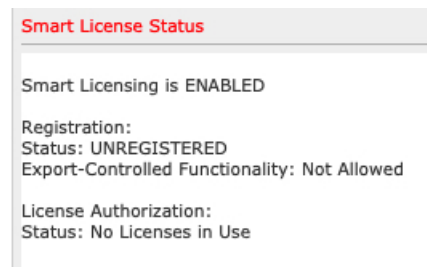 Smart License Status
Smart Licensing is ENABLED
Registration:
Status: UNREGISTERED
Export-Controlled Functionality: Not Allowed
License Authorization:
Status: No Licenses in Use